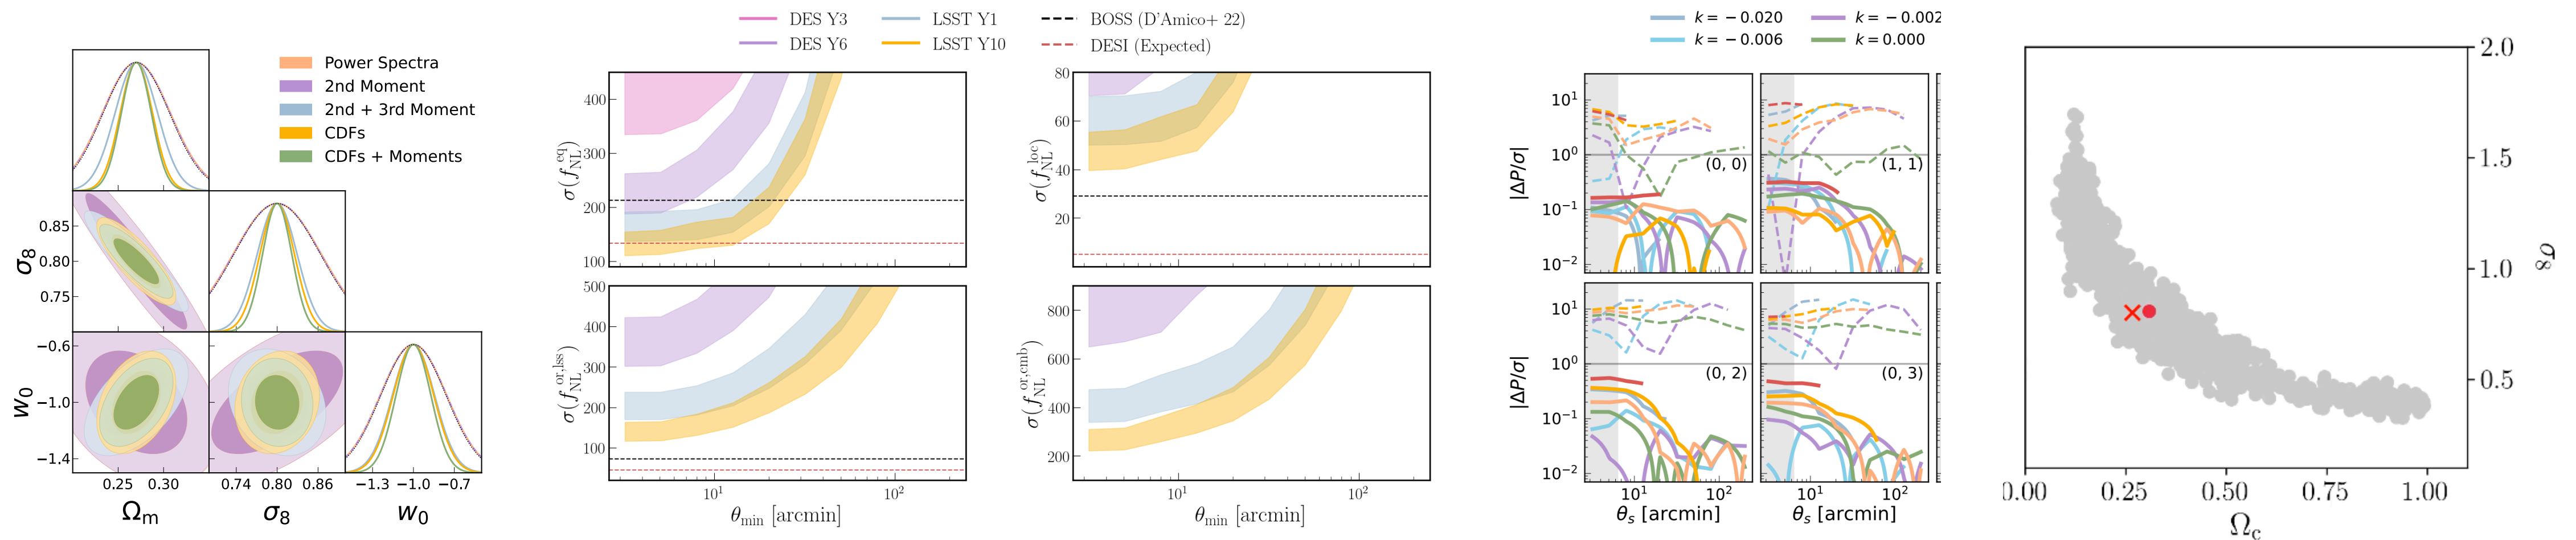 Power Spectra
2nd Moment
2nd + 3rd Moment
CDFs
CDFs + Moments
σ8
0.85
0.80
0.75
w0
−0.6
−1.0
−1.4
0.25 0.30
0.74 0.80 0.86
−1.3 −1.0 −0.7
Ωm
σ8
w0
DES Y3
DES Y6
LSST Y1
LSST Y10
BOSS (D'Amico+ 22)
DESI (Expected)
σ(f_NL^eq)
400
300
200
100
σ(f_NL^loc)
80
60
40
20
σ(f_NL^or,lss)
500
400
300
200
100
10^1 10^2
θmin [arcmin]
σ(f_NL^or,cmb)
800
600
400
200
10^1 10^2
θmin [arcmin]
k = −0.020
k = −0.006
k = −0.002
k = 0.000
|ΔP/σ|
10^1
10^0
10^−1
10^−2
(0, 0)
(1, 1)
|ΔP/σ|
10^1
10^0
10^−1
10^−2
(0, 2)
(0, 3)
10^1 10^2
10^1 10^2
θs [arcmin]
θs [arcmin]
2.0
1.5
1.0
0.5
σ8
0.00 0.25 0.50 0.75 1.00
Ωc